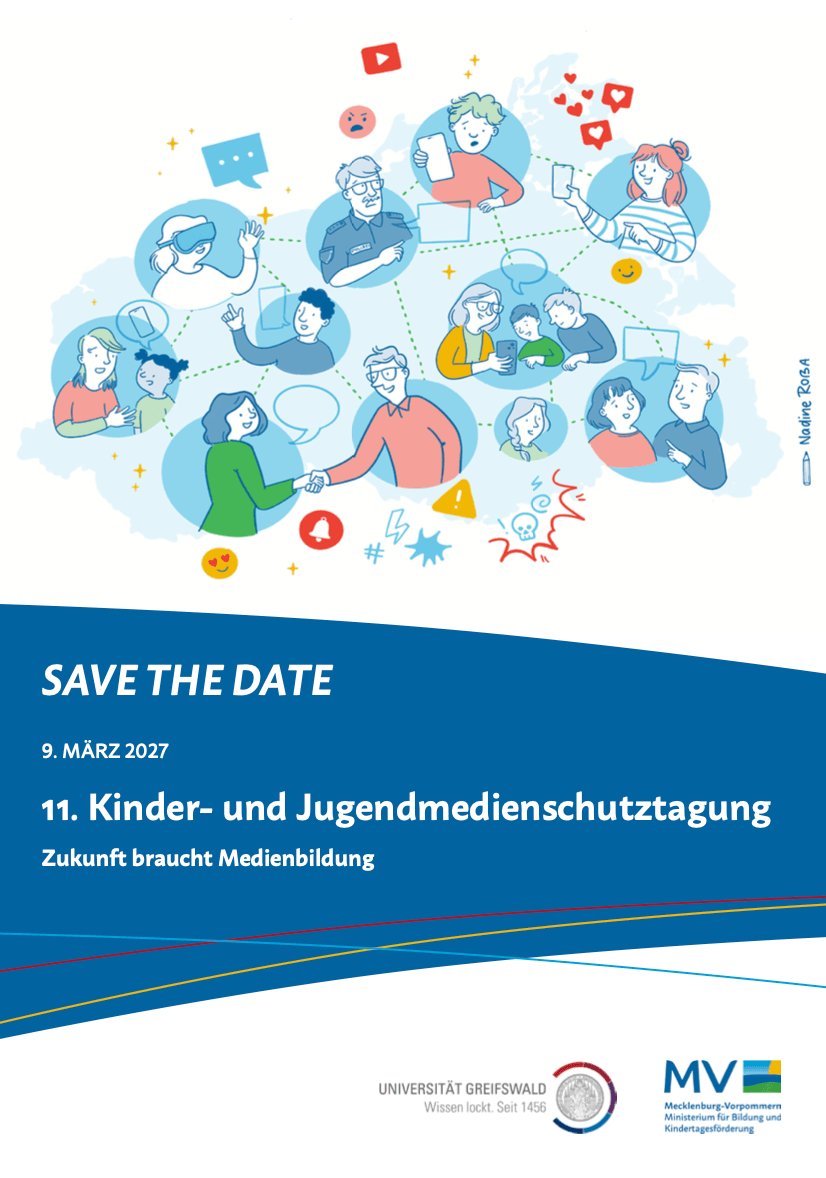 POLIZEI
Nadine Roßa
#
SAVE THE DATE
9. MÄRZ 2027
11. Kinder- und Jugendmedienschutztagung
Zukunft braucht Medienbildung
UNIVERSITÄT GREIFSWALD
Wissen lockt. Seit 1456
MV
Mecklenburg-Vorpommern
Ministerium für Bildung und
Kindertagesförderung